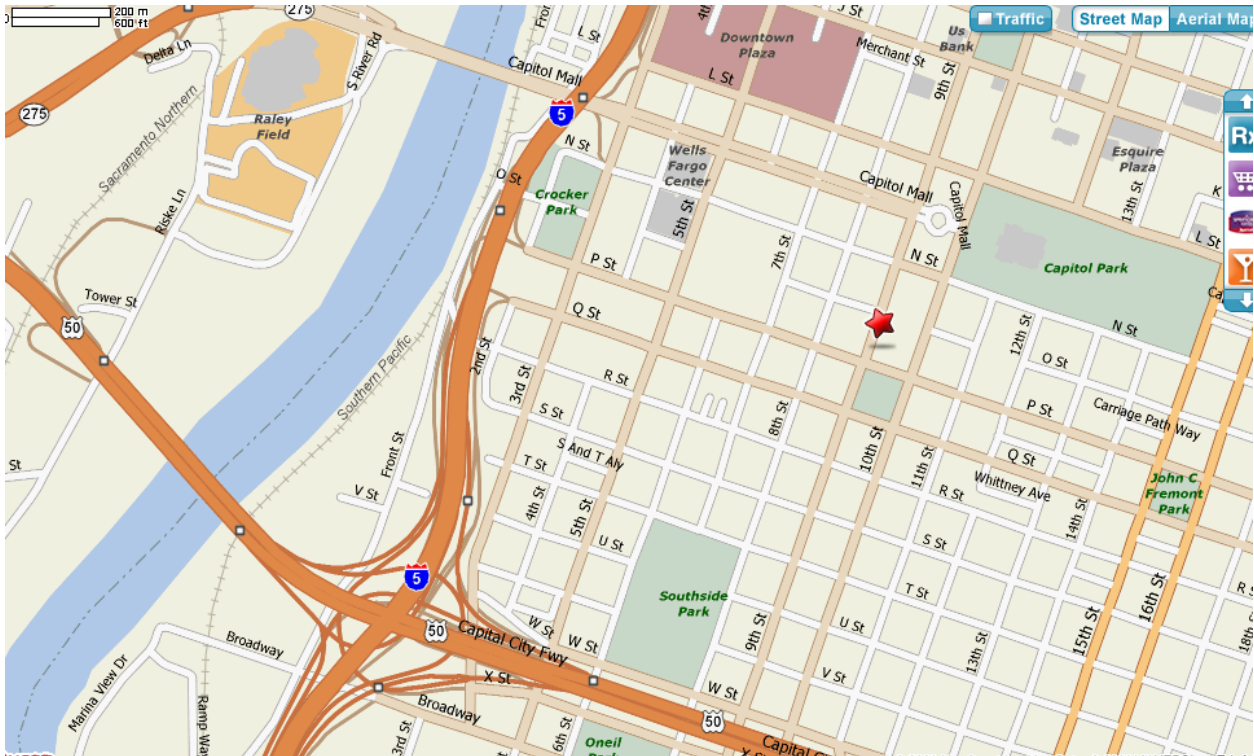 200 m
600 ft
275
Front
4th
J St
Traffic
Street Map
Aerial Map
L St
Downtown
Plaza
Us
Bank
Delta Ln
S River Rd
Merchant St
Capitol Mall
L St
9th St
275
Sacramento Northern
5
Raley
Field
N St
Wells
Fargo
Center
Esquire
Plaza
Rx
O St
Crocker
Park
Capitol Mall
Capitol Mall
13th St
K
Riske Ln
5th St
L St
P St
7th St
N St
Capitol Park
Tower St
Q St
50
12th St
N St
Southern Pacific
2nd St
O St
3rd St
R St
P St
Carriage Path Way
S St
8th St
S And T Aly
10th St
11th St
Q St
T St
Whittney Ave
John C
Fremont
Park
St
Front St
V St
4th St
5th St
R St
14th St
U St
S St
5
Southside
Park
T St
R S
50
Capital City Fwy
W St
W St
9th St
U St
15th St
16th St
18th St
Broadway
13th St
X St
V St
Marina View Dr
Broadway
W St
Ramp Way
3rd St
6th St
50
Oneil
Capital Ci